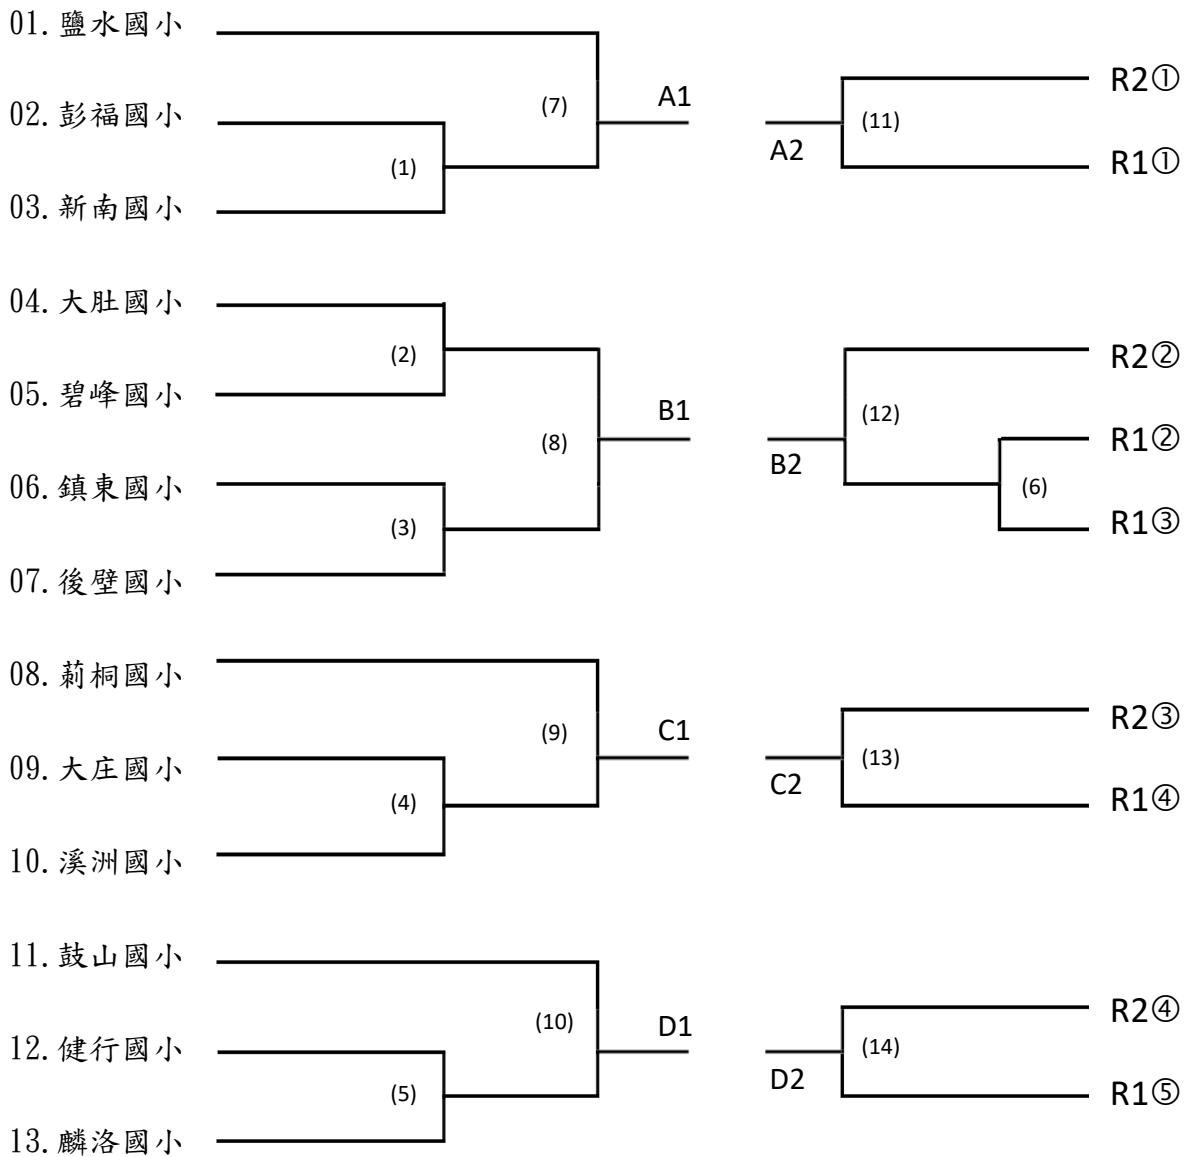 01.鹽水國小
(7)
A1
R2①
02.彭福國小
(11)
A2
(1)
R1①
03.新南國小
04.大肚國小
(2)
R2②
05.碧峰國小
B1
(12)
(8)
R1②
B2
06.鎮東國小
(6)
(3)
R1③
07.後壁國小
08.莿桐國小
(9)
C1
R2③
09.大庄國小
(13)
C2
(4)
R1④
10.溪洲國小
11.鼓山國小
(10)
D1
R2④
12.健行國小
(14)
D2
(5)
R1⑤
13.麟洛國小